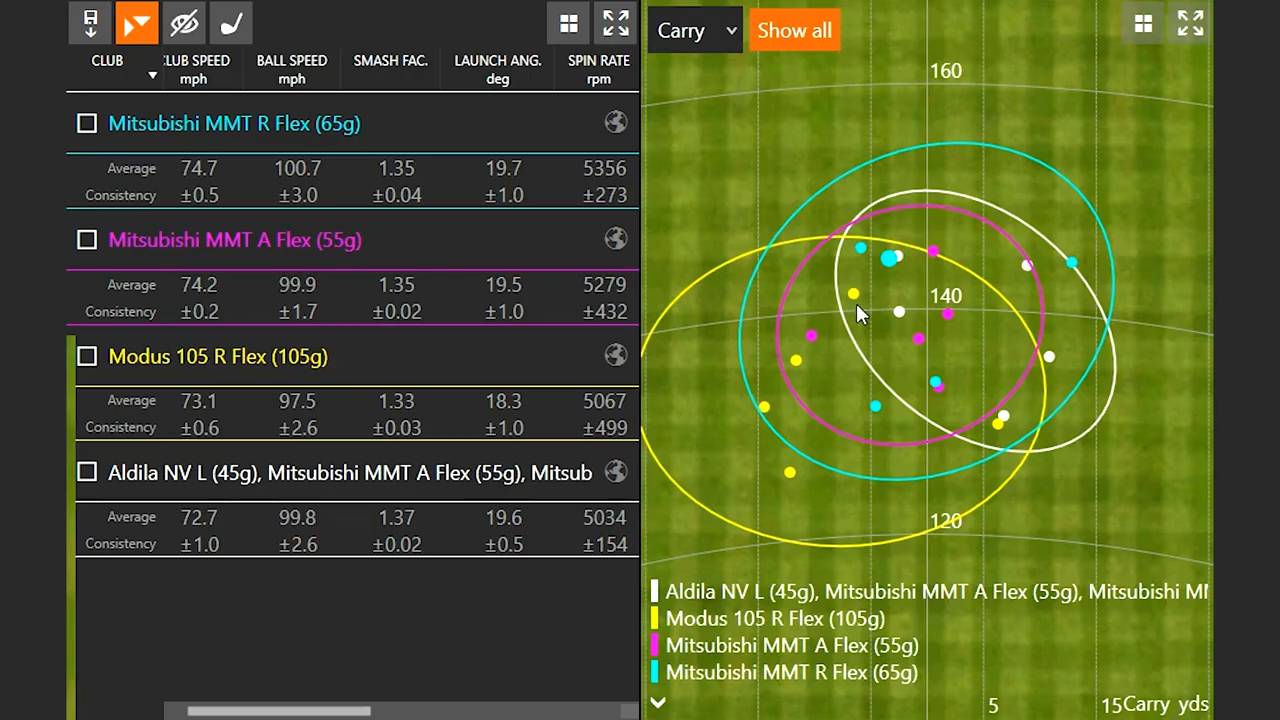 CLUB
LUB SPEED
mph
BALL SPEED
mph
SMASH FAC.
LAUNCH ANG.
deg
SPIN RATE
rpm
Mitsubishi MMT R Flex (65g)
Average 74.7 100.7 1.35 19.7 5356
Consistency ±0.5 ±3.0 ±0.04 ±1.0 ±273
Mitsubishi MMT A Flex (55g)
Average 74.2 99.9 1.35 19.5 5279
Consistency ±0.2 ±1.7 ±0.02 ±1.0 ±432
Modus 105 R Flex (105g)
Average 73.1 97.5 1.33 18.3 5067
Consistency ±0.6 ±2.6 ±0.03 ±1.0 ±499
Aldila NV L (45g), Mitsubishi MMT A Flex (55g), Mitsub
Average 72.7 99.8 1.37 19.6 5034
Consistency ±1.0 ±2.6 ±0.02 ±0.5 ±154
Carry
Show all
160
140
120
Aldila NV L (45g), Mitsubishi MMT A Flex (55g), Mitsubishi MM
Modus 105 R Flex (105g)
Mitsubishi MMT A Flex (55g)
Mitsubishi MMT R Flex (65g)
5 15 Carry yds